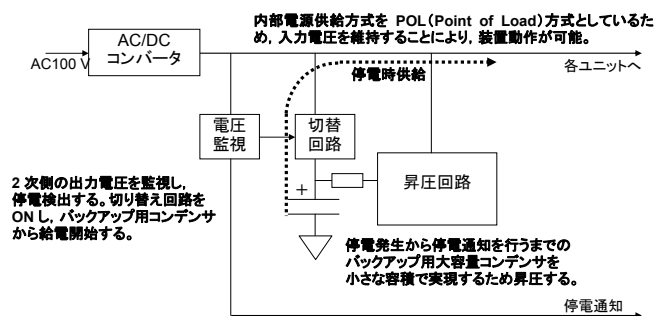 内部電源供給方式を POL（Point of Load）方式としているた
め，入力電圧を維持することにより，装置動作が可能。
AC/DC
コンバータ
AC100 V
各ユニットへ
停電時供給
電圧
監視
切替
回路
2 次側の出力電圧を監視し，
停電検出する。切り替え回路を
ON し，バックアップ用コンデンサ
から給電開始する。
+
昇圧回路
停電発生から停電通知を行うまでの
バックアップ用大容量コンデンサを
小さな容積で実現するため昇圧する。
停電通知